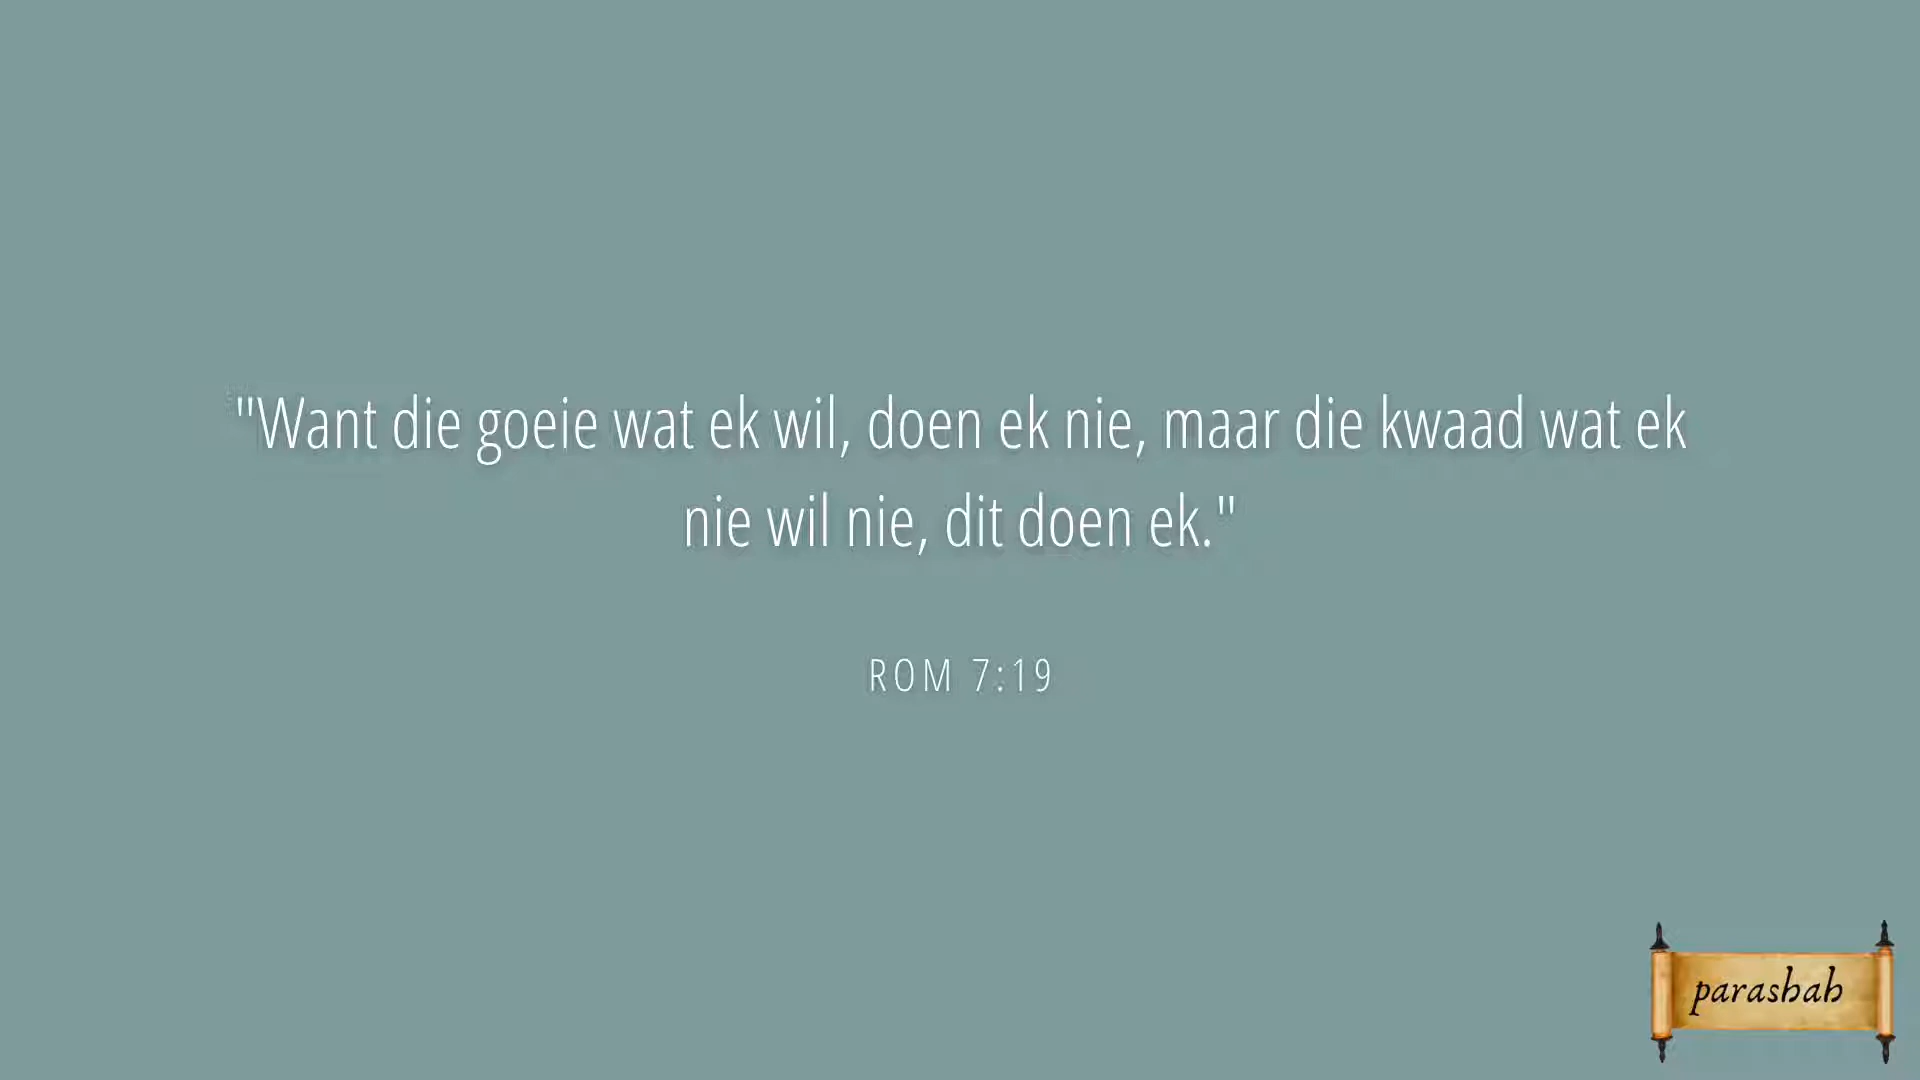 "Want die goeie wat ek wil, doen ek nie, maar die kwaad wat ek
nie wil nie, dit doen ek."
ROM 7:19
parashah